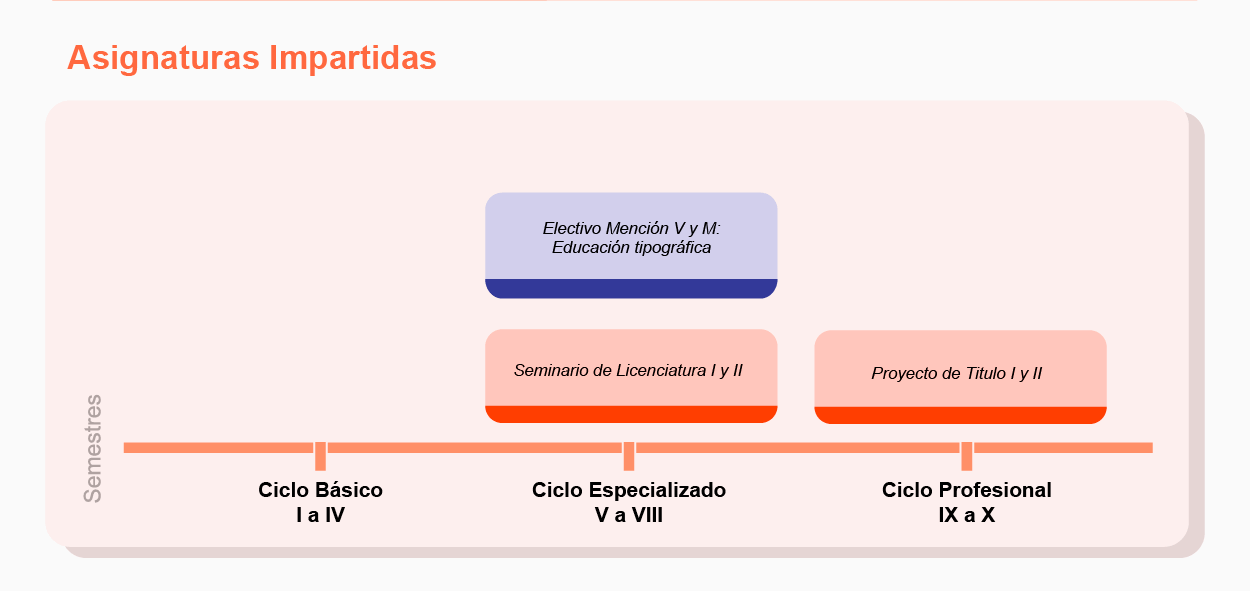 Asignaturas Impartidas
Electivo Mención V y M:
Educación tipográfica
Seminario de Licenciatura I y II
Proyecto de Titulo I y II
Semestres
Ciclo Básico
I a IV
Ciclo Especializado
V a VIII
Ciclo Profesional
IX a X